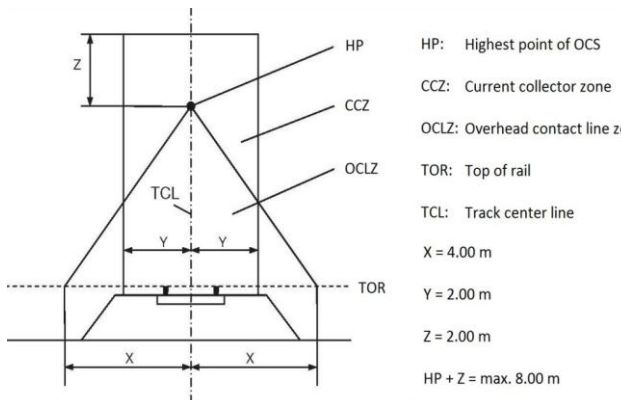 Z
HP
CCZ
OCLZ
TCL
Y Y
TOR
X X
HP: Highest point of OCS
CCZ: Current collector zone
OCLZ: Overhead contact line z
TOR: Top of rail
TCL: Track center line
X = 4.00 m
Y = 2.00 m
Z = 2.00 m
HP + Z = max. 8.00 m